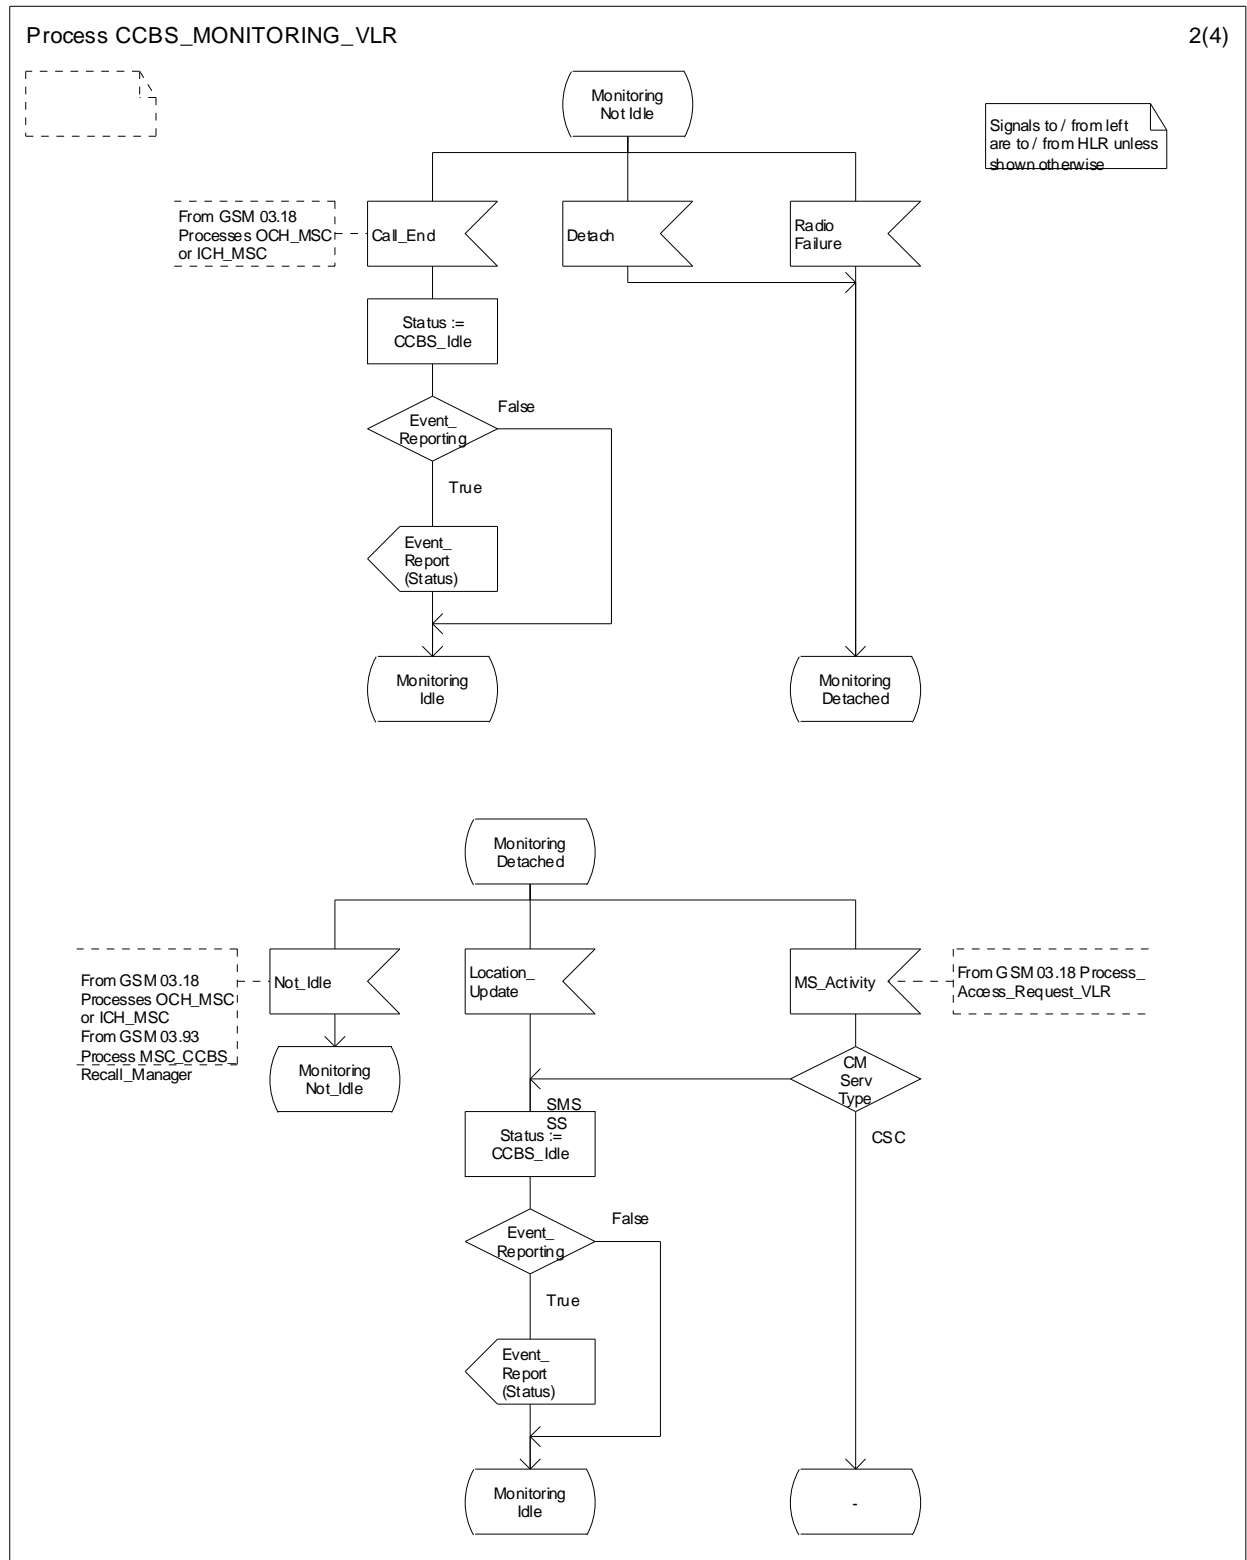 Process CCBS_MONITORING_VLR
2(4)
Monitoring
Not Idle
Signals to / from left
are to / from HLR unless
shown otherwise
From GSM 03.18
Processes OCH_MSC
or ICH_MSC
Call_End
Detach
Radio
Failure
Status :=
CCBS_Idle
Event_
Reporting
False
True
Event_
Report
(Status)
Monitoring
Idle
Monitoring
Detached
Monitoring
Detached
From GSM 03.18
Processes OCH_MSC
or ICH_MSC
From GSM 03.93
Process MSC_CCBS_
Recall_Manager
Not_Idle
Location_
Update
MS_Activity
From GSM 03.18 Process_
Access_Request_VLR
Monitoring
Not_Idle
CM
Serv
Type
SMS
SS
CSC
Status :=
CCBS_Idle
Event_
Reporting
False
True
Event_
Report
(Status)
Monitoring
Idle
-